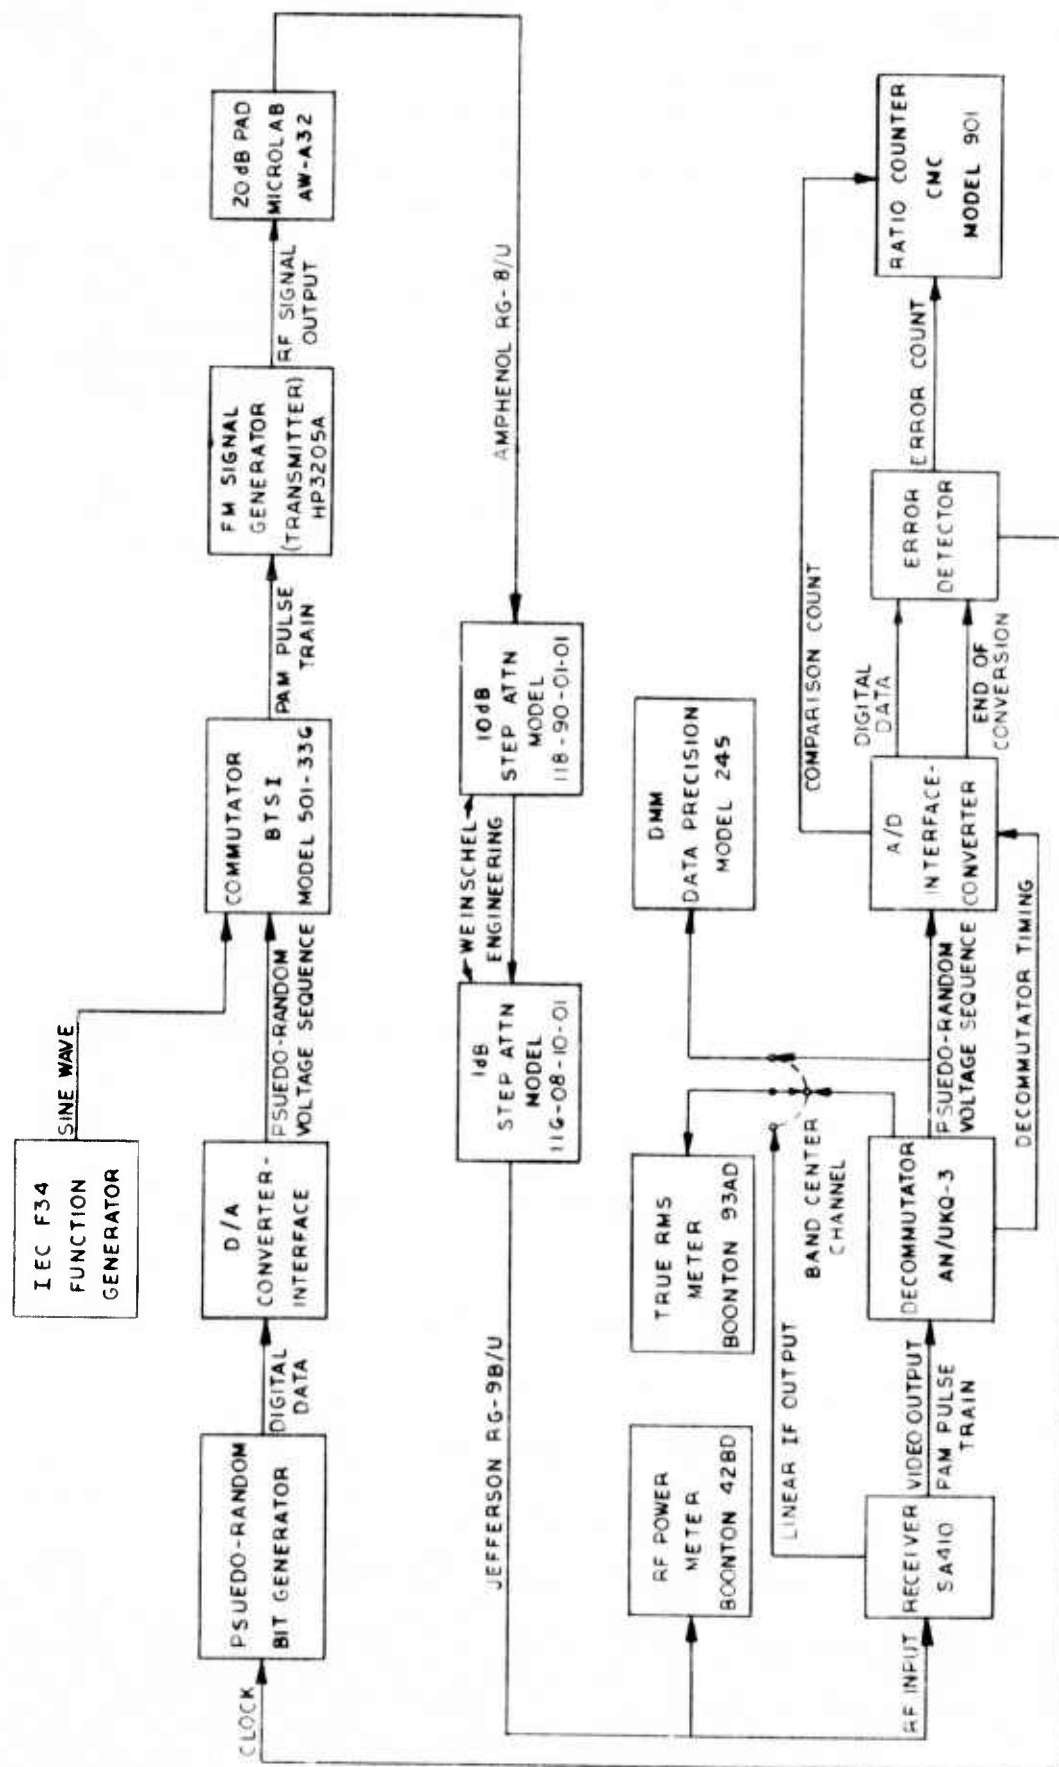 IEC F34
FUNCTION
GENERATOR
SINE WAVE
CLOCK
PSUEDO-RANDOM
BIT GENERATOR
DIGITAL
DATA
D/A
CONVERTER-
INTERFACE
PSUEDO-RANDOM
VOLTAGE SEQUENCE
COMMUTATOR
BTSI
MODEL 501-336
PAM PULSE
TRAIN
FM SIGNAL
GENERATOR
(TRANSMITTER)
HP3205A
RF SIGNAL
OUTPUT
20dB PAD
MICROLAB
AW-A32
AMPHENOL RG-8/U
10dB
STEP ATTN
MODEL
118-90-01-01
WEINSCHEL
ENGINEERING
1dB
STEP ATTN
MODEL
116-08-10-01
JEFFERSON RG-9B/U
RF POWER
METER
BOONTON 42BD
TRUE RMS
METER
BOONTON 93AD
DMM
DATA PRECISION
MODEL 245
LINEAR IF OUTPUT
BAND CENTER
CHANNEL
COMPARISON COUNT
RF INPUT
RECEIVER
SA410
VIDEO OUTPUT
PAM PULSE
TRAIN
DECOMMUTATOR
AN/UKQ-3
PSUEDO-RANDOM
VOLTAGE SEQUENCE
A/D
INTERFACE-
CONVERTER
DIGITAL
DATA
END OF
CONVERSION
ERROR
DETECTOR
ERROR COUNT
RATIO COUNTER
CMC
MODEL 901
DECOMMUTATOR TIMING